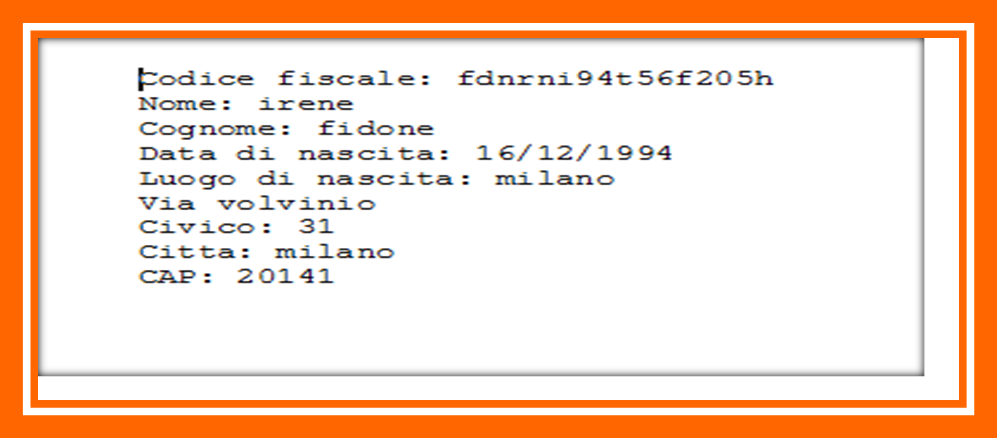 Codice fiscale: fdnrni94t56f205h
Nome: irene
Cognome: fidone
Data di nascita: 16/12/1994
Luogo di nascita: milano
Via volvinio
Civico: 31
Citta: milano
CAP: 20141